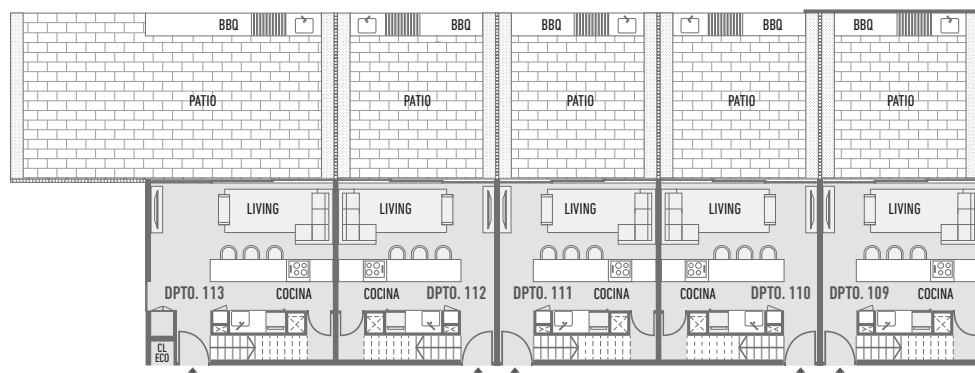 BBQ BBQ BBQ BBQ BBQ
PATIO PATIO PATIO PATIO PATIO
LIVING LIVING LIVING LIVING LIVING
DPTO. 113 COCINA COCINA DPTO. 112 DPTO. 111 COCINA COCINA DPTO. 110 DPTO. 109 COCINA
CL
ECO